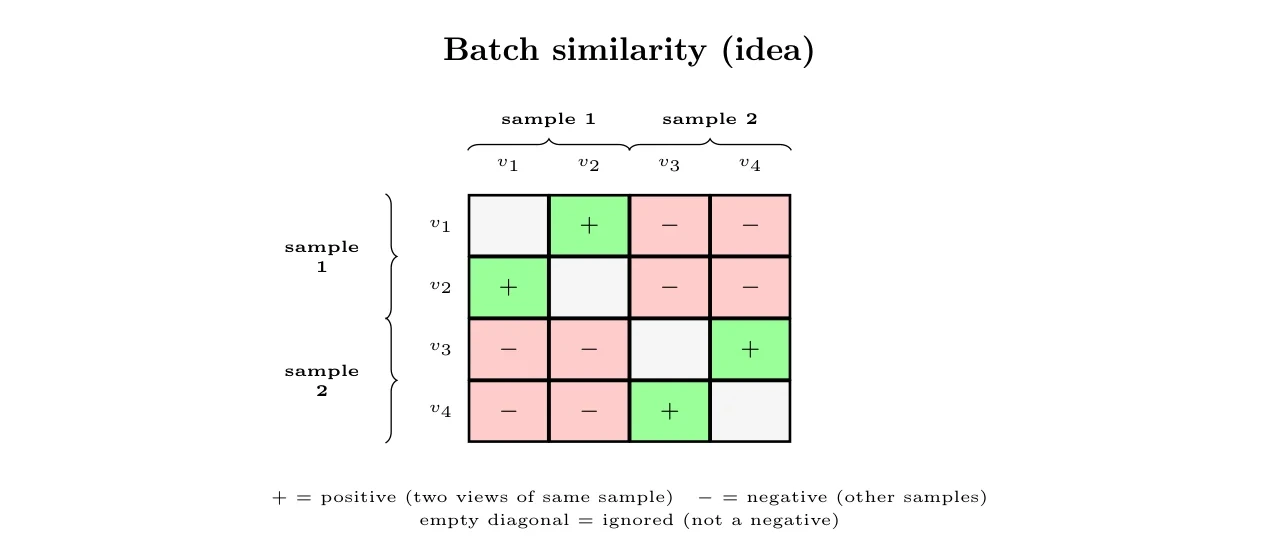 Batch similarity (idea)
sample 1 sample 2
v1 v2 v3 v4
v1 + − −
sample
1
v2 + − −
v3 − − +
sample
2
v4 − − +
+ = positive (two views of same sample) − = negative (other samples)
empty diagonal = ignored (not a negative)